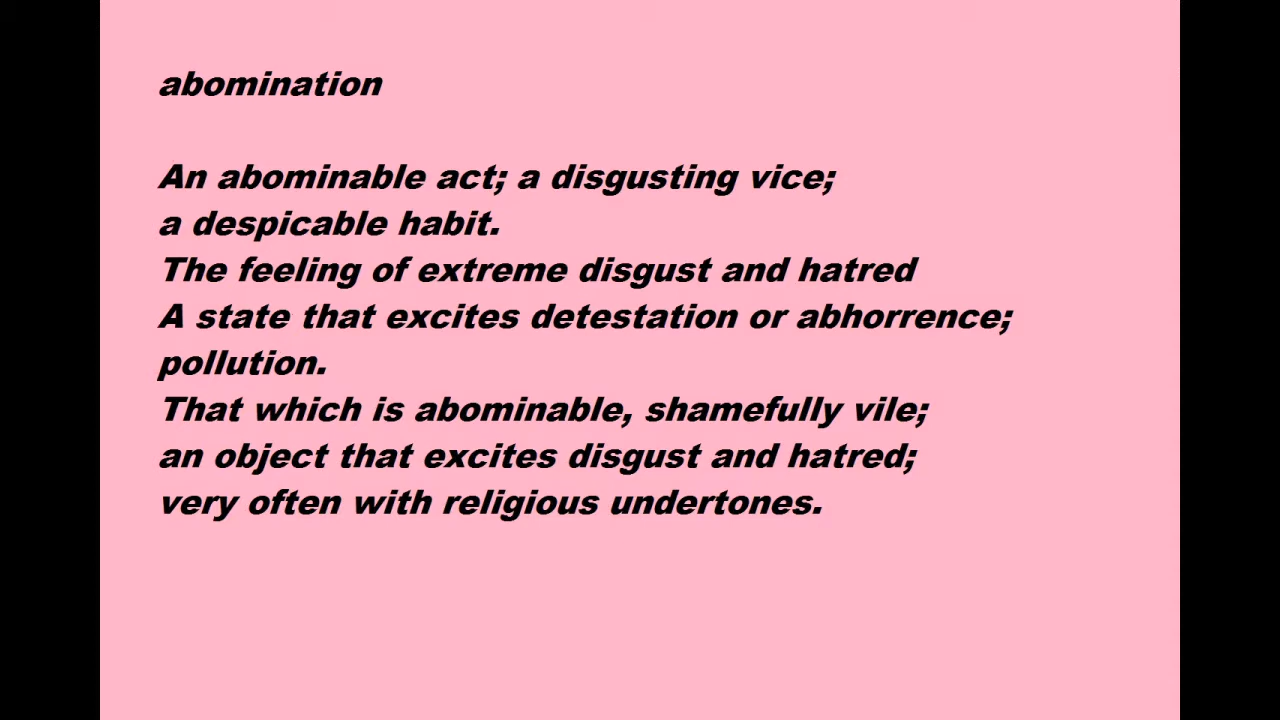 abomination
An abominable act; a disgusting vice;
a despicable habit.
The feeling of extreme disgust and hatred
A state that excites detestation or abhorrence;
pollution.
That which is abominable, shamefully vile;
an object that excites disgust and hatred;
very often with religious undertones.